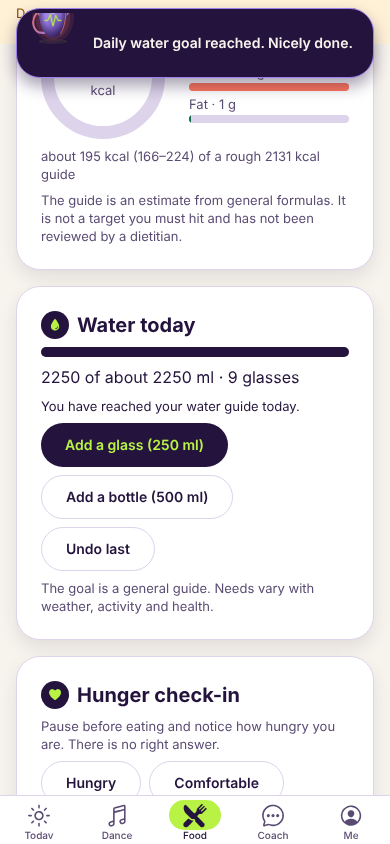 Daily water goal reached. Nicely done.
kcal
Fat · 1 g
about 195 kcal (166–224) of a rough 2131 kcal
guide
The guide is an estimate from general formulas. It
is not a target you must hit and has not been
reviewed by a dietitian.
Water today
2250 of about 2250 ml · 9 glasses
You have reached your water guide today.
Add a glass (250 ml)
Add a bottle (500 ml)
Undo last
The goal is a general guide. Needs vary with
weather, activity and health.
Hunger check-in
Pause before eating and notice how hungry you
are. There is no right answer.
Hungry
Comfortable
Today
Dance
Food
Coach
Me